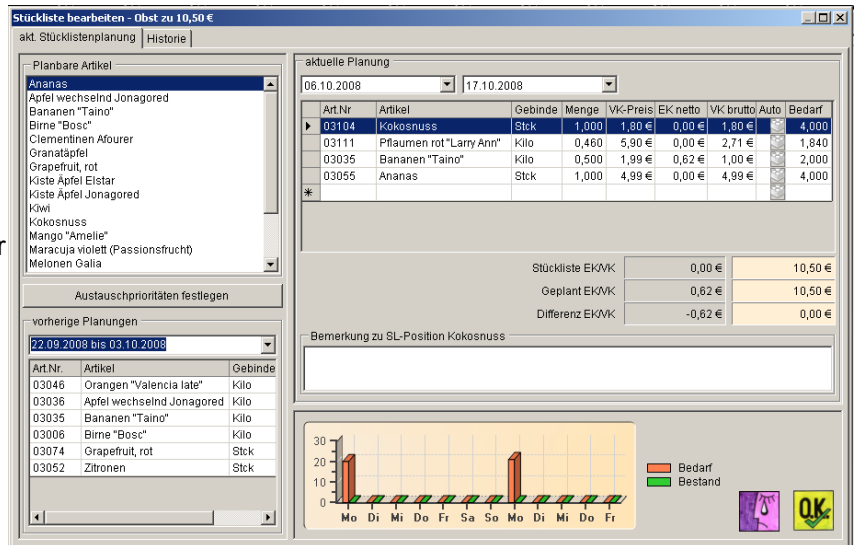 Stückliste bearbeiten - Obst zu 10,50 €
akt. Stücklistenplanung Historie
Planbare Artikel
Ananas
Apfel wechselnd Jonagored
Bananen "Taino"
Birne "Bosc"
Clementinen Afourer
Granatäpfel
Grapefruit, rot
Kiste Äpfel Elstar
Kiste Äpfel Jonagored
Kiwi
Kokosnuss
Mango "Amelie"
Maracuja violett (Passionsfrucht)
Melonen Galia
r
Austauschprioritäten festlegen
vorherige Planungen
22.09.2008 bis 03.10.2008
Art.Nr. Artikel Gebinde
03046 Orangen "Valencia late" Kilo
03036 Apfel wechselnd Jonagored Kilo
03035 Bananen "Taino" Kilo
03006 Birne "Bosc" Kilo
03074 Grapefruit, rot Stck
03052 Zitronen Stck
aktuelle Planung
06.10.2008 17.10.2008
Art.Nr Artikel Gebinde Menge VK-Preis EK netto VK brutto Auto Bedarf
03104 Kokosnuss Stck 1,000 1,80 € 0,00 € 1,80 € 4,000
03111 Pflaumen rot "Larry Ann" Kilo 0,460 5,90 € 0,00 € 2,71 € 1,840
03035 Bananen "Taino" Kilo 0,500 1,99 € 0,62 € 1,00 € 2,000
03055 Ananas Stck 1,000 4,99 € 0,00 € 4,99 € 4,000
Stückliste EK/VK 0,00 € 10,50 €
Geplant EK/VK 0,62 € 10,50 €
Differenz EK/VK -0,62 € 0,00 €
Bemerkung zu SL-Position Kokosnuss
30
20
10
0
Mo Di Mi Do Fr Sa So Mo Di Mi Do Fr
Bedarf
Bestand
O.K.